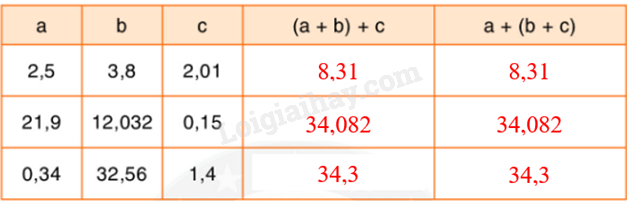 a b c (a + b) + c a + (b + c)
2,5 3,8 2,01 8,31 8,31
21,9 12,032 0,15 34,082 34,082
0,34 32,56 1,4 34,3 34,3
Loigiaihay.com